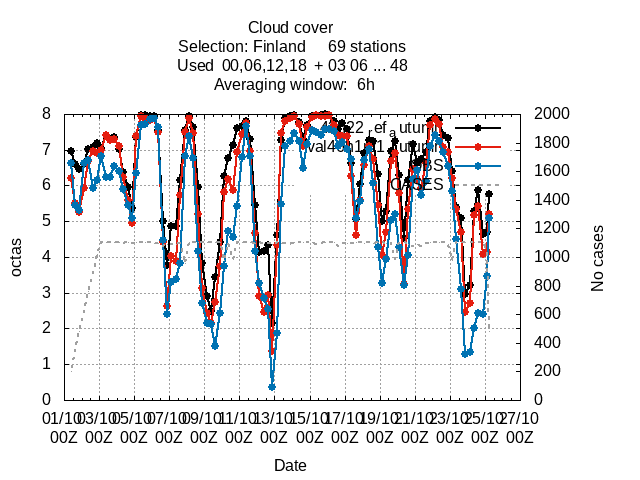 Cloud cover
Selection: Finland 69 stations
Used 00,06,12,18 + 03 06 ... 48
Averaging window: 6h
8
7
6
5
4
3
2
1
0
octas
2000
1800
1600
1400
1200
1000
800
600
400
200
0
No cases
OBS
CASES
01/10 03/10 05/10 07/10 09/10 11/10 13/10 15/10 17/10 19/10 21/10 23/10 25/10 27/10
00Z 00Z 00Z 00Z 00Z 00Z 00Z 00Z 00Z 00Z 00Z 00Z 00Z 00Z
Date